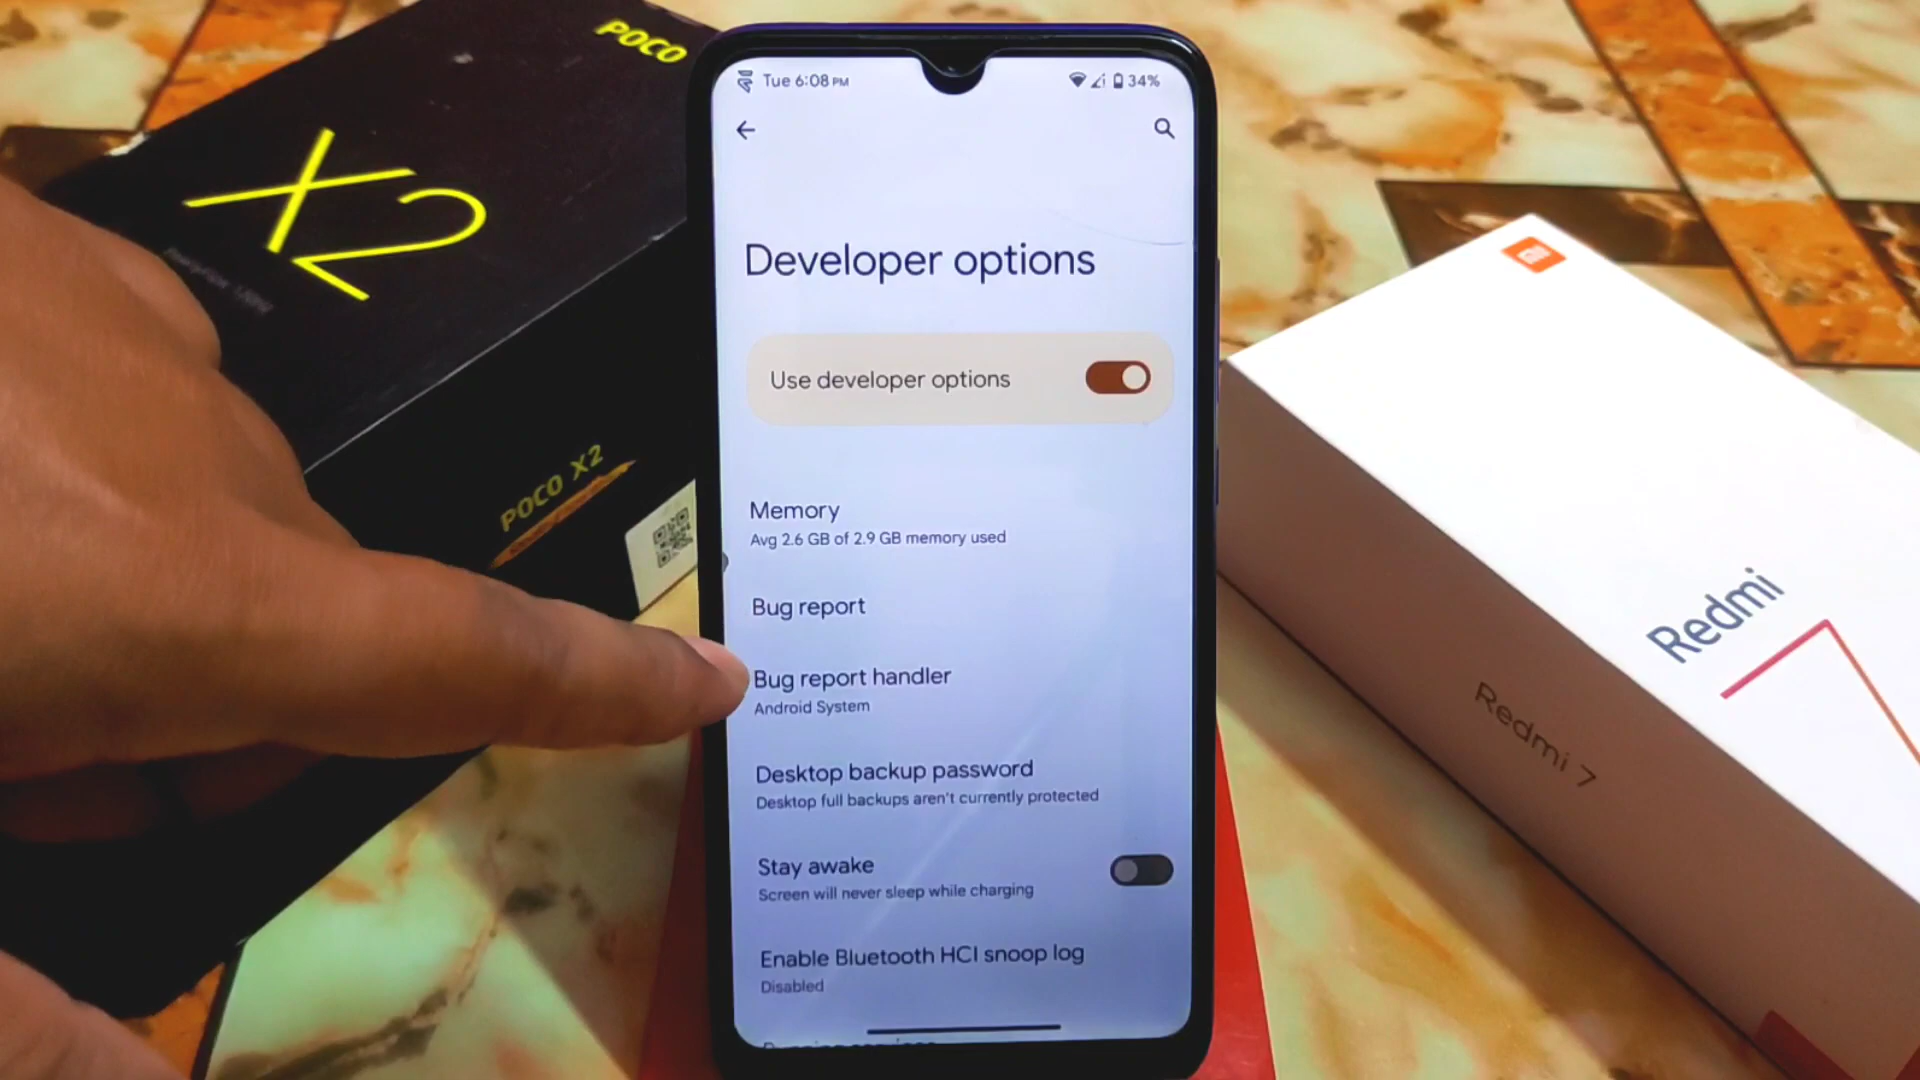 POCO
X2
POCO X2
Tue 6:08 PM
34%
Developer options
Use developer options
Memory
Avg 2.6 GB of 2.9 GB memory used
Bug report
Bug report handler
Android System
Desktop backup password
Desktop full backups aren't currently protected
Stay awake
Screen will never sleep while charging
Enable Bluetooth HCI snoop log
Disabled
Redmi
7
Redmi 7